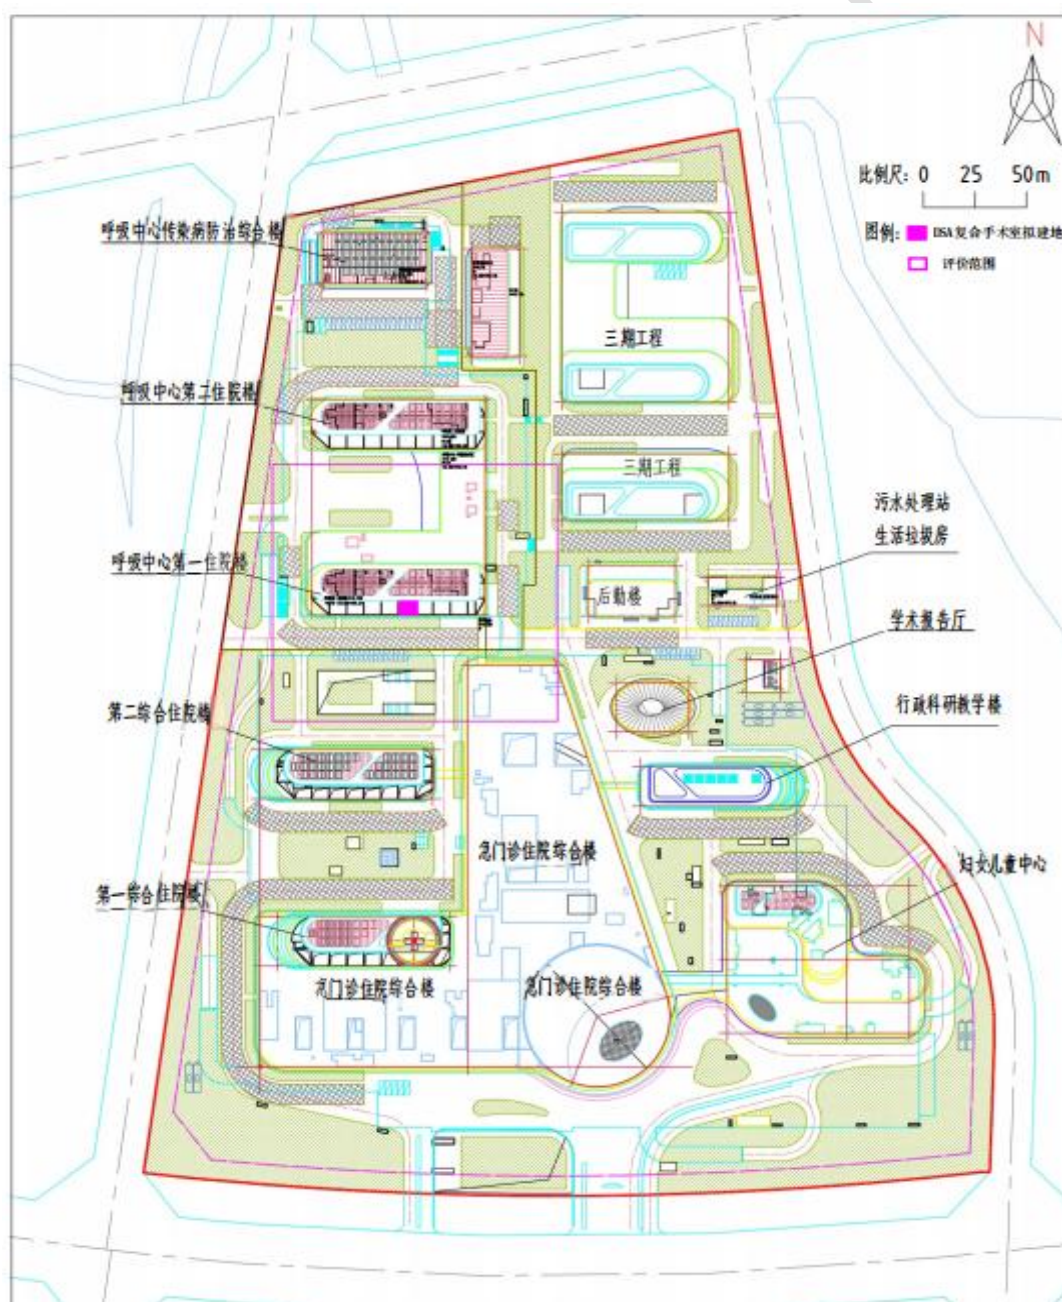 N
比例尺: 0 25 50m
图例: DSA复合手术室拟建地
评价范围
呼吸中心传染病防治综合楼
三期工程
呼吸中心第二住院楼
三期工程
污水处理站
生活垃圾房
呼吸中心第一住院楼
后勤楼
学术报告厅
行政科研教学楼
第二综合住院楼
急门诊住院综合楼
妇女儿童中心
第一综合住院楼
急门诊住院综合楼
急门诊住院综合楼